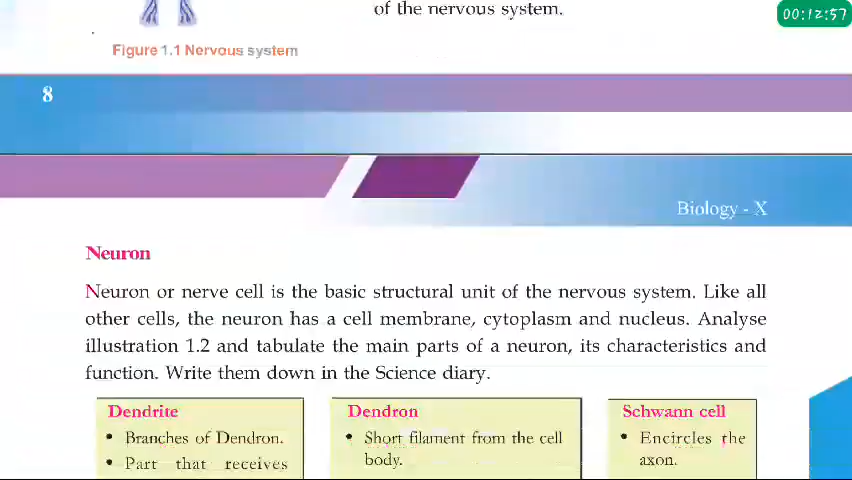 of the nervous system.
00:12:57
Figure 1.1 Nervous system
8
Biology - X
Neuron
Neuron or nerve cell is the basic structural unit of the nervous system. Like all
other cells, the neuron has a cell membrane, cytoplasm and nucleus. Analyse
illustration 1.2 and tabulate the main parts of a neuron, its characteristics and
function. Write them down in the Science diary.
Dendrite
• Branches of Dendron.
• Part that receives
Dendron
• Short filament from the cell
body.
Schwann cell
• Encircles the
axon.